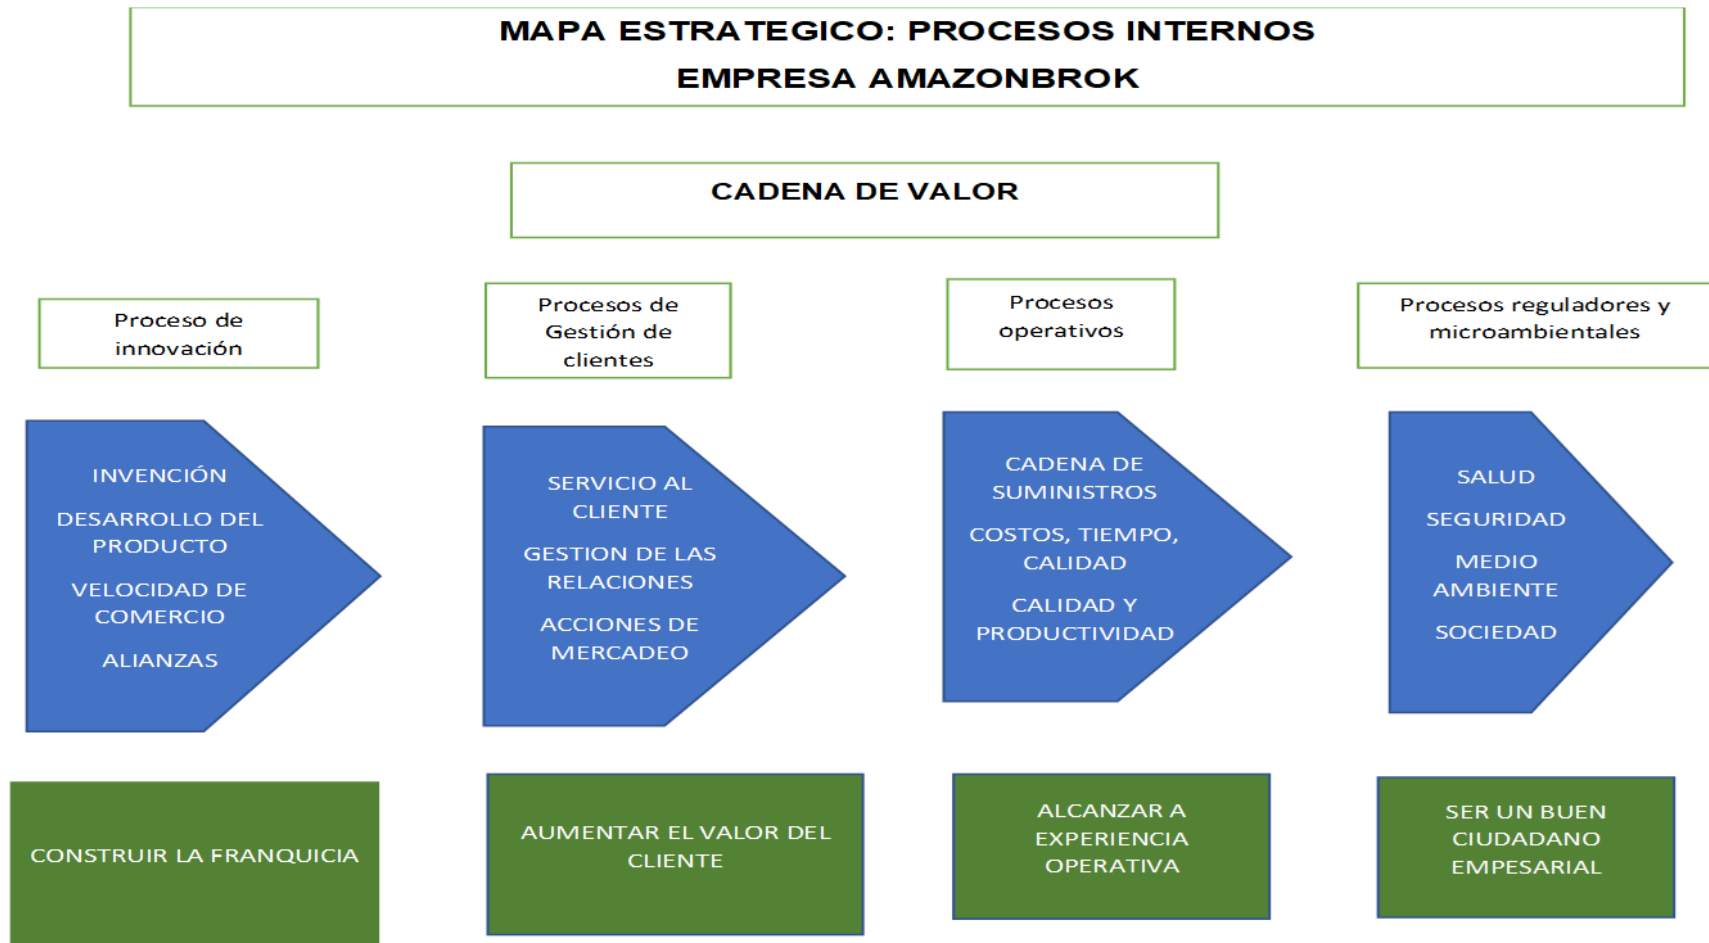 MAPA ESTRATEGICO: PROCESOS INTERNOS
EMPRESA AMAZONBROK
CADENA DE VALOR
Proceso de
innovación
Procesos de
Gestión de
clientes
Procesos
operativos
Procesos reguladores y
microambientales
INVENCIÓN
DESARROLLO DEL
PRODUCTO
VELOCIDAD DE
COMERCIO
ALIANZAS
SERVICIO AL
CLIENTE
GESTION DE LAS
RELACIONES
ACCIONES DE
MERCADEO
CADENA DE
SUMINISTROS
COSTOS, TIEMPO,
CALIDAD
CALIDAD Y
PRODUCTIVIDAD
SALUD
SEGURIDAD
MEDIO
AMBIENTE
SOCIEDAD
CONSTRUIR LA FRANQUICIA
AUMENTAR EL VALOR DEL
CLIENTE
ALCANZAR A
EXPERIENCIA
OPERATIVA
SER UN BUEN
CIUDADANO
EMPESARIAL